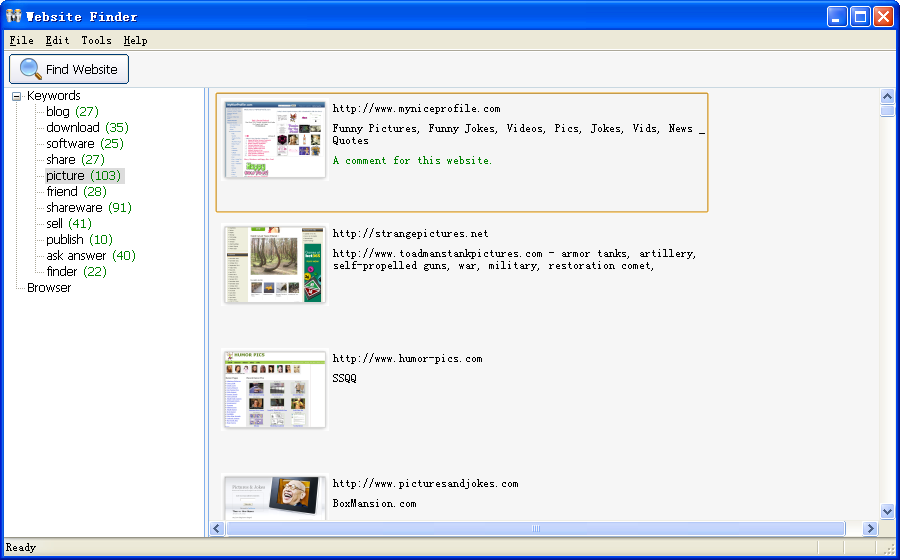 Website Finder
File Edit Tools Help
Find Website
Keywords
blog (27)
download (35)
software (25)
share (27)
picture (103)
friend (28)
shareware (91)
sell (41)
publish (10)
ask answer (40)
finder (22)
Browser
http://www.myniceprofile.com
Funny Pictures, Funny Jokes, Videos, Pics, Jokes, Vids, News _
Quotes
A comment for this website.
http://strangepictures.net
http://www.toadmanstankpictures.com - armor tanks, artillery,
self-propelled guns, war, military, restoration comet,
HUMOR PICS
http://www.humor-pics.com
SSQQ
Pictures & Jokes
http://www.picturesandjokes.com
BoxMansion.com
Ready